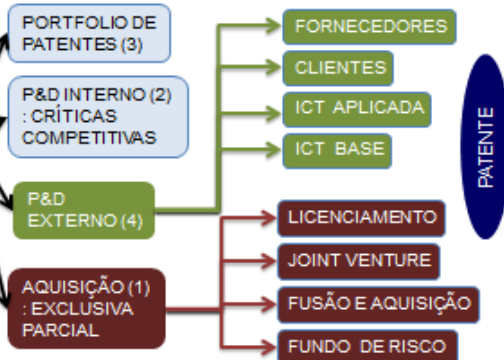 PORTFOLIO DE
PATENTES (3)
P&D INTERNO (2)
: CRÍTICAS
COMPETITIVAS
P&D
EXTERNO (4)
AQUISIÇÃO (1)
: EXCLUSIVA
PARCIAL
FORNECEDORES
CLIENTES
ICT APLICADA
ICT BASE
LICENCIAMENTO
JOINT VENTURE
FUSÃO E AQUISIÇÃO
FUNDO DE RISCO
PATENTE